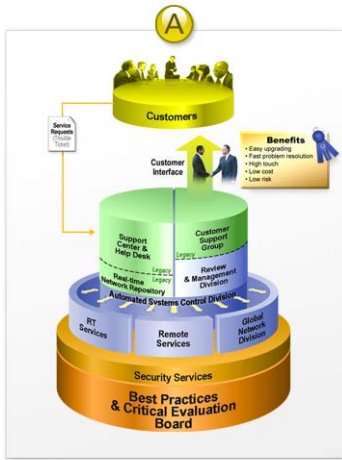 A
Customers
Service
Requests
(Trouble
Ticket)
Benefits
• Easy upgrading
• Fast problem resolution
• High touch
• Low cost
• Low risk
Customer
Interface
Support
Center &
Help Desk
Customer
Support
Group
Legacy
Legacy
Legacy
Real-time
Network Repository
Review
& Management
Division
Automated Systems Control Division
RT
Services
Remote
Services
Global
Network
Division
Security Services
Best Practices
& Critical Evaluation
Board